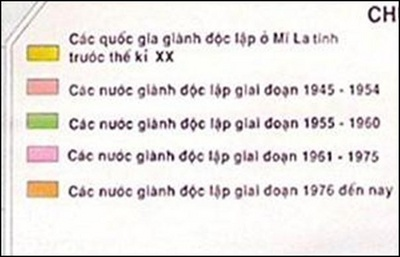 CH
Các quốc gia giành độc lập ở Mĩ La tinh
trước thế kỉ XX
Các nước giành độc lập giai đoạn 1945 - 1954
Các nước giành độc lập giai đoạn 1955 - 1960
Các nước giành độc lập giai đoạn 1961 - 1975
Các nước giành độc lập giai đoạn 1976 đến nay